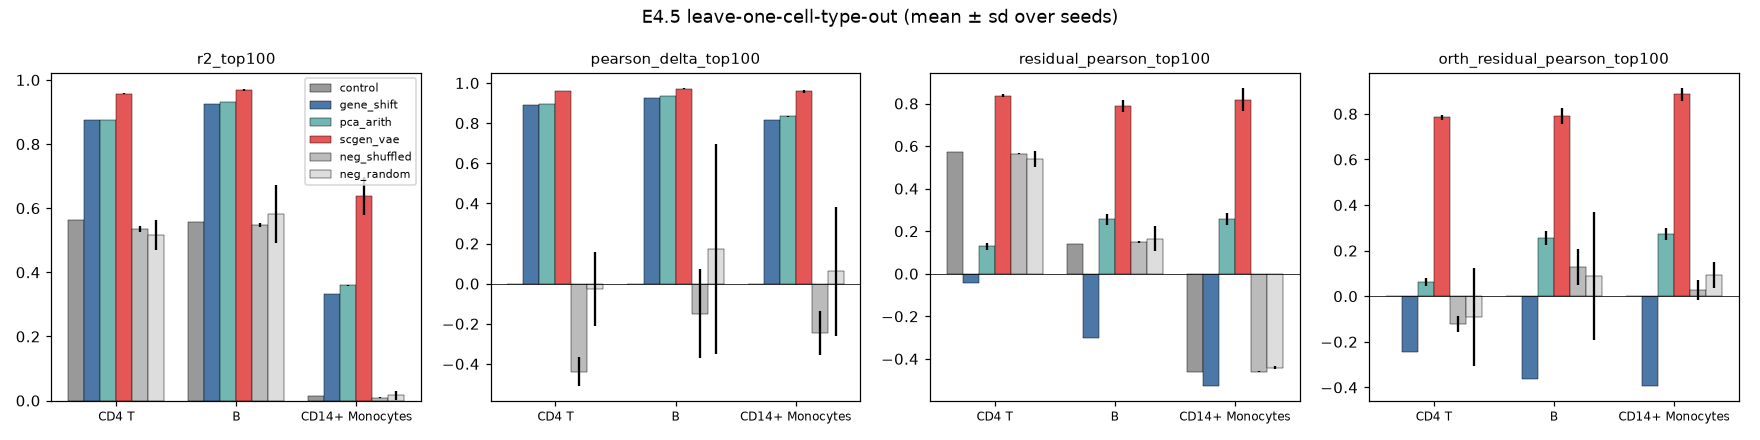 E4.5 leave-one-cell-type-out (mean ± sd over seeds)
r2_top100
1.0
0.8
0.6
0.4
0.2
0.0
control
gene_shift
pca_arith
scgen_vae
neg_shuffled
neg_random
CD4 T
B
CD14+ Monocytes
pearson_delta_top100
1.0
0.8
0.6
0.4
0.2
0.0
−0.2
−0.4
CD4 T
B
CD14+ Monocytes
residual_pearson_top100
0.8
0.6
0.4
0.2
0.0
−0.2
−0.4
CD4 T
B
CD14+ Monocytes
orth_residual_pearson_top100
0.8
0.6
0.4
0.2
0.0
−0.2
−0.4
CD4 T
B
CD14+ Monocytes